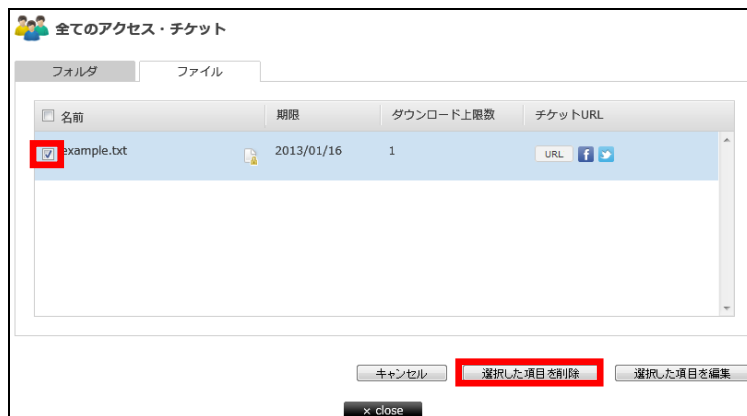 全てのアクセス・チケット
フォルダ ファイル
名前 期限 ダウンロード上限数 チケットURL
example.txt 2013/01/16 1 URL
キャンセル 選択した項目を削除 選択した項目を編集
× close